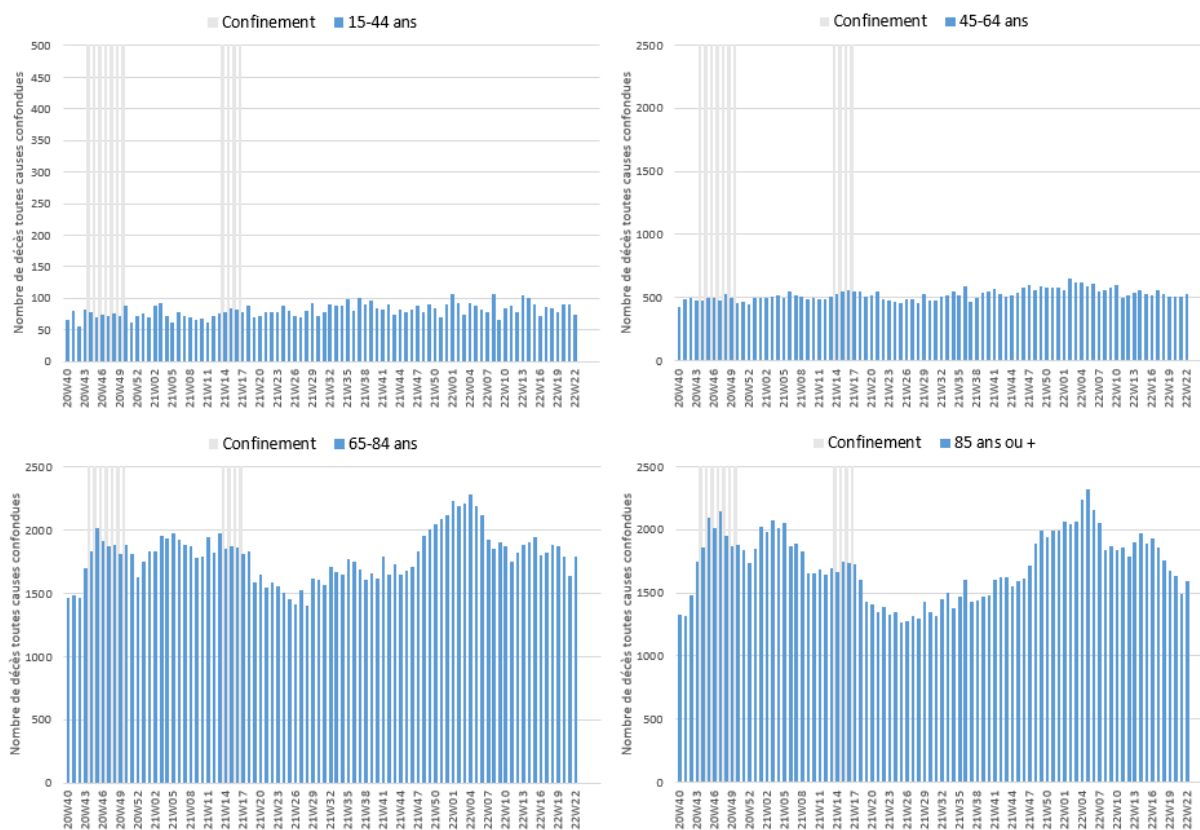 Confinement 15-44 ans
Nombre de décès toutes causes confondues
500
450
400
350
300
250
200
150
100
50
0
20W40 20W43 20W46 20W49 20W52 21W02 21W05 21W08 21W11 21W14 21W17 21W20 21W23 21W26 21W29 21W32 21W35 21W38 21W41 21W44 21W47 21W50 22W01 22W04 22W07 22W10 22W13 22W16 22W19 22W22
Confinement 45-64 ans
Nombre de décès toutes causes confondues
2500
2000
1500
1000
500
0
20W40 20W43 20W46 20W49 20W52 21W02 21W05 21W08 21W11 21W14 21W17 21W20 21W23 21W26 21W29 21W32 21W35 21W38 21W41 21W44 21W47 21W50 22W01 22W04 22W07 22W10 22W13 22W16 22W19 22W22
Confinement 65-84 ans
Nombre de décès toutes causes confondues
2500
2000
1500
1000
500
0
20W40 20W43 20W46 20W49 20W52 21W02 21W05 21W08 21W11 21W14 21W17 21W20 21W23 21W26 21W29 21W32 21W35 21W38 21W41 21W44 21W47 21W50 22W01 22W04 22W07 22W10 22W13 22W16 22W19 22W22
Confinement 85 ans ou +
Nombre de décès toutes causes confondues
2500
2000
1500
1000
500
0
20W40 20W43 20W46 20W49 20W52 21W02 21W05 21W08 21W11 21W14 21W17 21W20 21W23 21W26 21W29 21W32 21W35 21W38 21W41 21W44 21W47 21W50 22W01 22W04 22W07 22W10 22W13 22W16 22W19 22W22